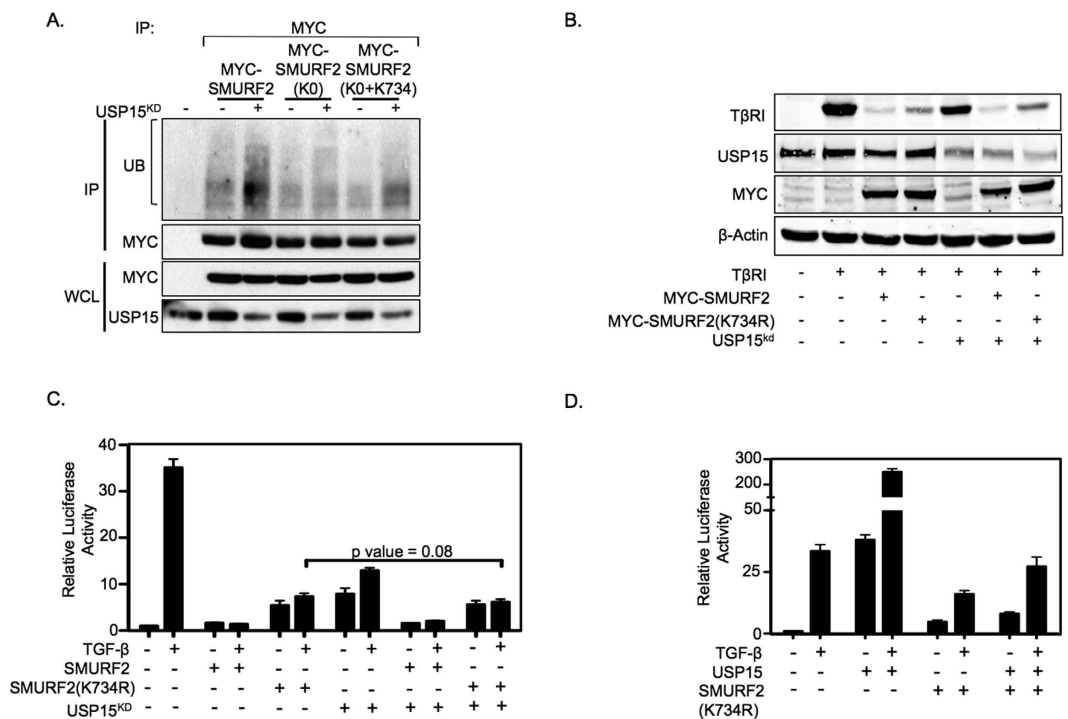 A.
IP: MYC
MYC-SMURF2 MYC-SMURF2(K0) MYC-SMURF2(K0+K734)
USP15KD - - + - + - +
IP UB
MYC
WCL MYC
USP15
B.
TβRI
USP15
MYC
β-Actin
TβRI - + + + + + +
MYC-SMURF2 - - + - - + -
MYC-SMURF2(K734R) - - - + - - +
USP15kd - - - - + + +
C.
Relative Luciferase Activity
40
30
20
10
0
p value = 0.08
TGF-β - + - + - + - + - + - +
SMURF2 - - + + - - - - + + - -
SMURF2(K734R) - - - - + + - - - - + +
USP15KD - - - - - - + + + + + +
D.
Relative Luciferase Activity
300
200
50
25
0
TGF-β - + - + - + - +
USP15 - - + + - - + +
SMURF2 - - - - + + + +
(K734R)